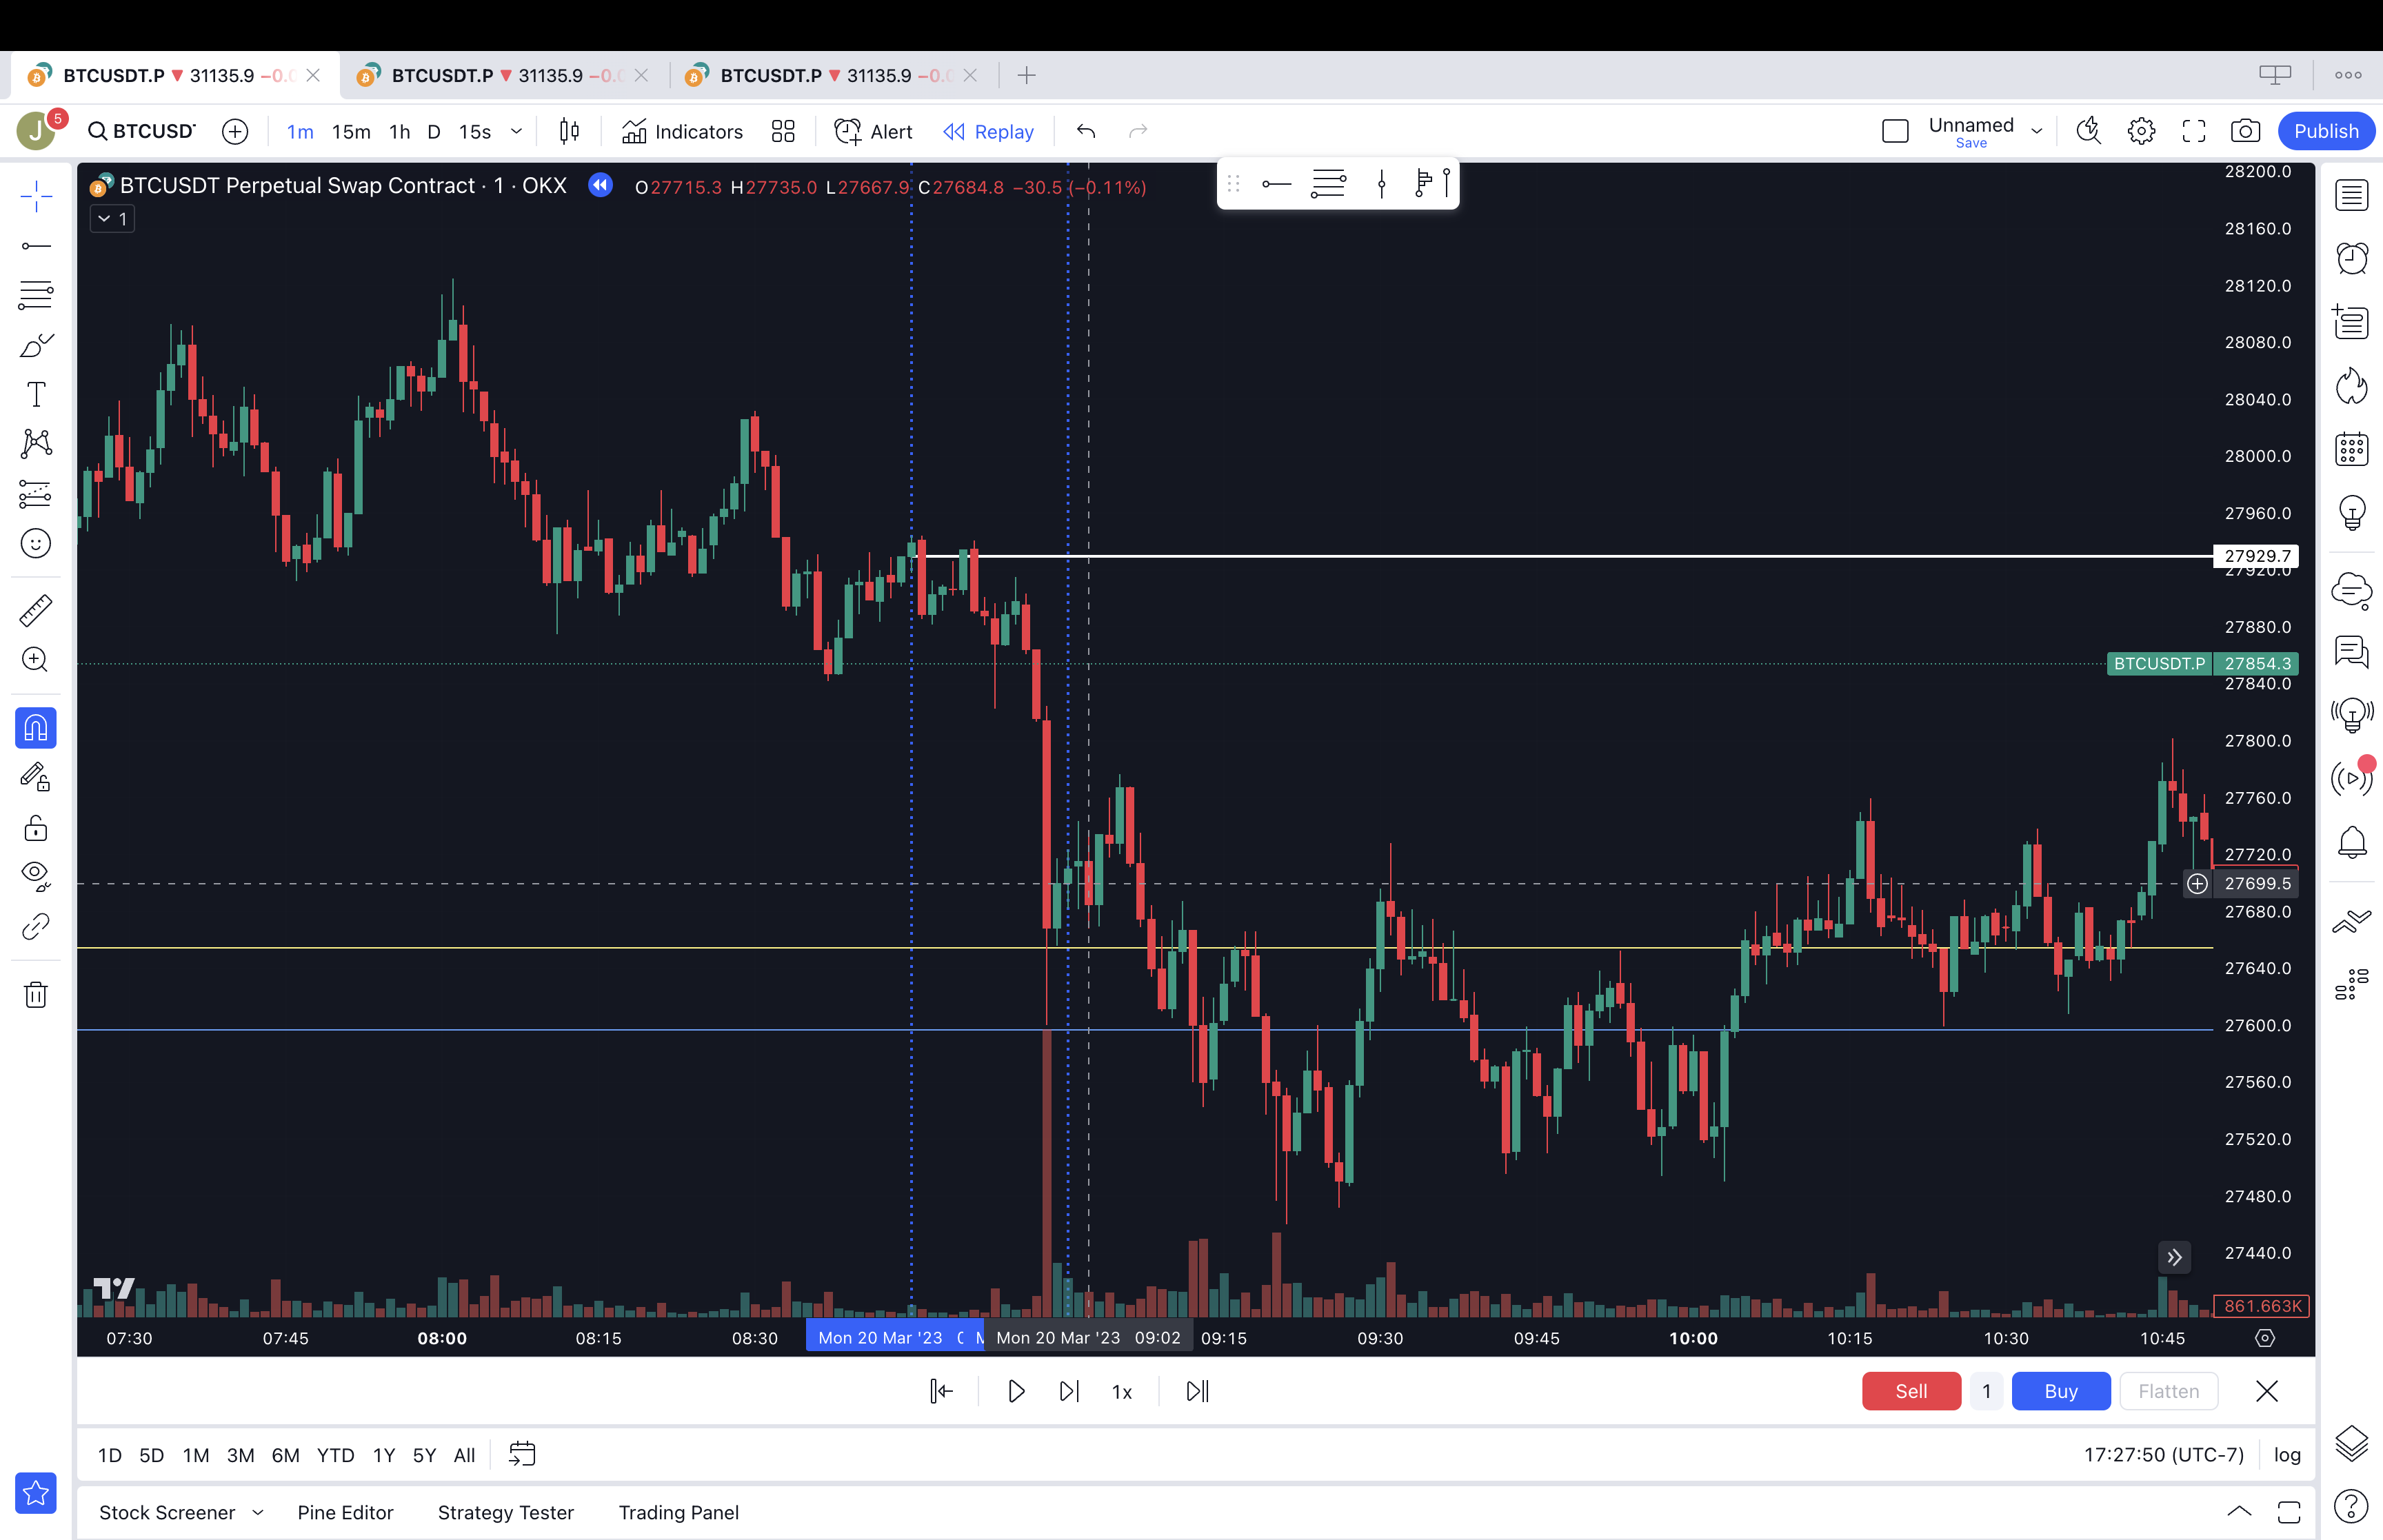 BTCUSDT.P ▼ 31135.9 −0.0 BTCUSDT.P ▼ 31135.9 −0.0 BTCUSDT.P ▼ 31135.9 −0.0
J 5 BTCUSD 1m 15m 1h D 15s Indicators Alert Replay Unnamed Save Publish
BTCUSDT Perpetual Swap Contract · 1 · OKX O27715.3 H27735.0 L27667.9 C27684.8 −30.5 (−0.11%)
1
28200.0
28160.0
28120.0
28080.0
28040.0
28000.0
27960.0
27929.7
27920.0
27880.0
BTCUSDT.P 27854.3
27840.0
27800.0
27760.0
27720.0
27699.5
27680.0
27640.0
27600.0
27560.0
27520.0
27480.0
27440.0
861.663K
07:30 07:45 08:00 08:15 08:30 Mon 20 Mar '23 Mon 20 Mar '23 09:02 09:15 09:30 09:45 10:00 10:15 10:30 10:45
1x Sell 1 Buy Flatten
1D 5D 1M 3M 6M YTD 1Y 5Y All 17:27:50 (UTC-7) log
Stock Screener Pine Editor Strategy Tester Trading Panel